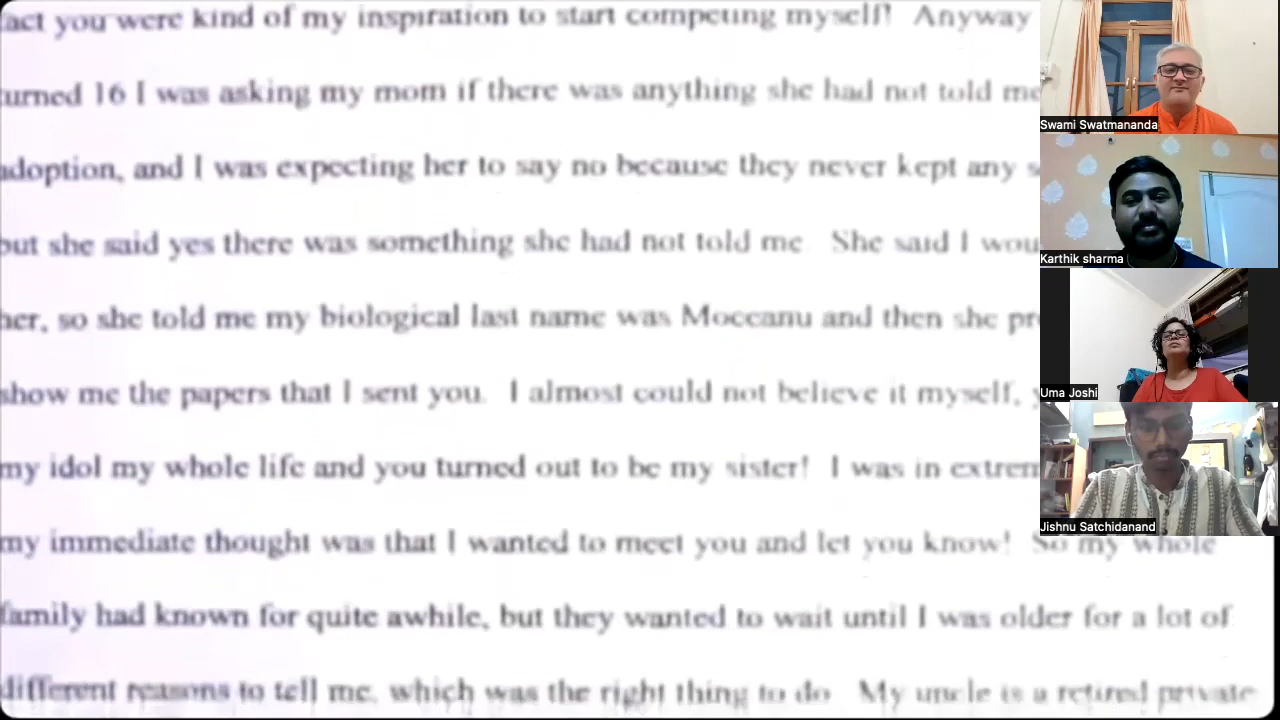 act you were kind of my inspiration to start competing myself! Anyway
turned 16 I was asking my mom if there was anything she had not told me
adoption, and I was expecting her to say no because they never kept any s
but she said yes there was something she had not told me. She said I wou
her, so she told me my biological last name was Moceanu and then she pr
show me the papers that I sent you. I almost could not believe it myself, y
my idol my whole life and you turned out to be my sister! I was in extrem
my immediate thought was that I wanted to meet you and let you know! So my whole
family had known for quite awhile, but they wanted to wait until I was older for a lot of
different reasons to tell me, which was the right thing to do. My uncle is a retired private
Swami Swatmananda
Karthik sharma
Uma Joshi
Jishnu Satchidanand